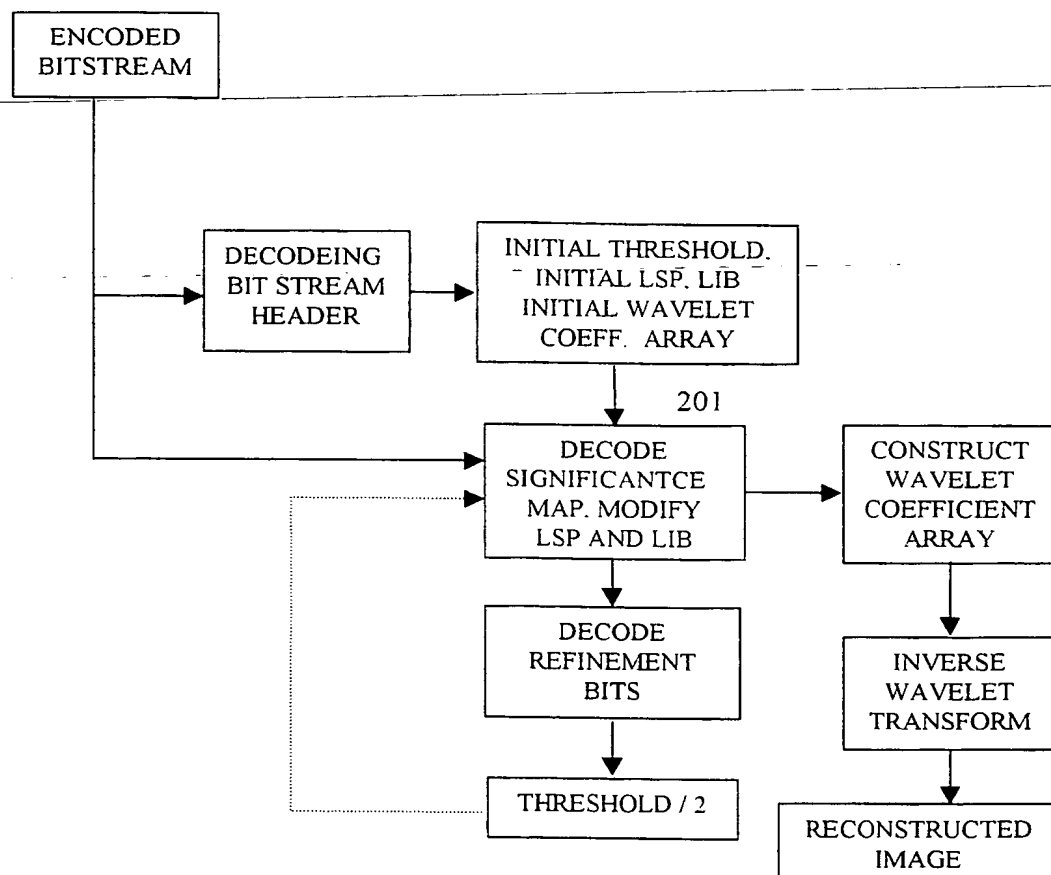 ENCODED
BITSTREAM
DECODEING
BIT STREAM
HEADER
INITIAL THRESHOLD.
INITIAL LSP. LIB
INITIAL WAVELET
COEFF. ARRAY
201
DECODE
SIGNIFICANTCE
MAP. MODIFY
LSP AND LIB
CONSTRUCT
WAVELET
COEFFICIENT
ARRAY
DECODE
REFINEMENT
BITS
INVERSE
WAVELET
TRANSFORM
THRESHOLD / 2
RECONSTRUCTED
IMAGE